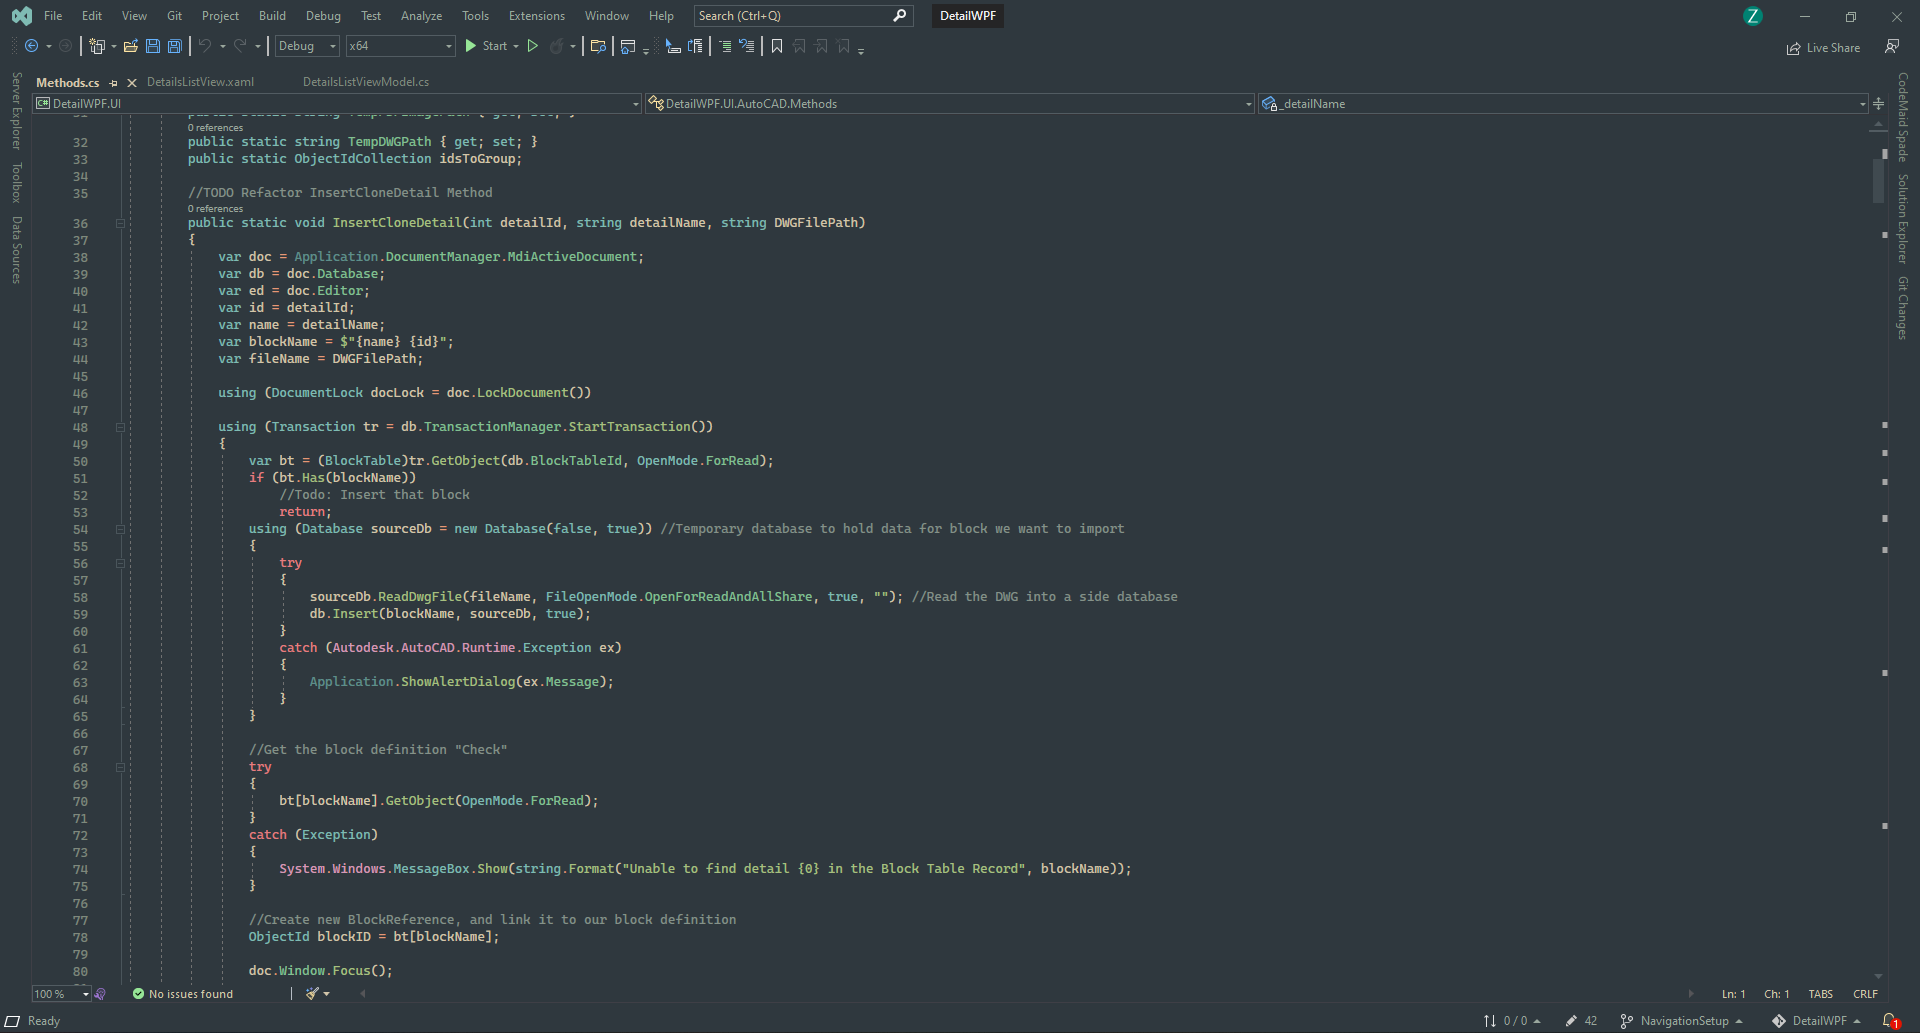 File Edit View Git Project Build Debug Test Analyze Tools Extensions Window Help Search (Ctrl+Q) DetailWPF Z
Debug x64 Start Live Share
Methods.cs DetailsListView.xaml DetailsListViewModel.cs
DetailWPF.UI DetailWPF.UI.AutoCAD.Methods _detailName
Server Explorer
Toolbox
Data Sources
CodeMaid Spade
Solution Explorer
Git Changes
0 references
32 public static string TempDWGPath { get; set; }
33 public static ObjectIdCollection idsToGroup;
34
35 //TODO Refactor InsertCloneDetail Method
0 references
36 public static void InsertCloneDetail(int detailId, string detailName, string DWGFilePath)
37 {
38 var doc = Application.DocumentManager.MdiActiveDocument;
39 var db = doc.Database;
40 var ed = doc.Editor;
41 var id = detailId;
42 var name = detailName;
43 var blockName = $"{name} {id}";
44 var fileName = DWGFilePath;
45
46 using (DocumentLock docLock = doc.LockDocument())
47
48 using (Transaction tr = db.TransactionManager.StartTransaction())
49 {
50 var bt = (BlockTable)tr.GetObject(db.BlockTableId, OpenMode.ForRead);
51 if (bt.Has(blockName))
52 //Todo: Insert that block
53 return;
54 using (Database sourceDb = new Database(false, true)) //Temporary database to hold data for block we want to import
55 {
56 try
57 {
58 sourceDb.ReadDwgFile(fileName, FileOpenMode.OpenForReadAndAllShare, true, ""); //Read the DWG into a side database
59 db.Insert(blockName, sourceDb, true);
60 }
61 catch (Autodesk.AutoCAD.Runtime.Exception ex)
62 {
63 Application.ShowAlertDialog(ex.Message);
64 }
65 }
66
67 //Get the block definition "Check"
68 try
69 {
70 bt[blockName].GetObject(OpenMode.ForRead);
71 }
72 catch (Exception)
73 {
74 System.Windows.MessageBox.Show(string.Format("Unable to find detail {0} in the Block Table Record", blockName));
75 }
76
77 //Create new BlockReference, and link it to our block definition
78 ObjectId blockID = bt[blockName];
79
80 doc.Window.Focus();
100 % No issues found Ln: 1 Ch: 1 TABS CRLF
Ready 0 / 0 42 NavigationSetup DetailWPF 1